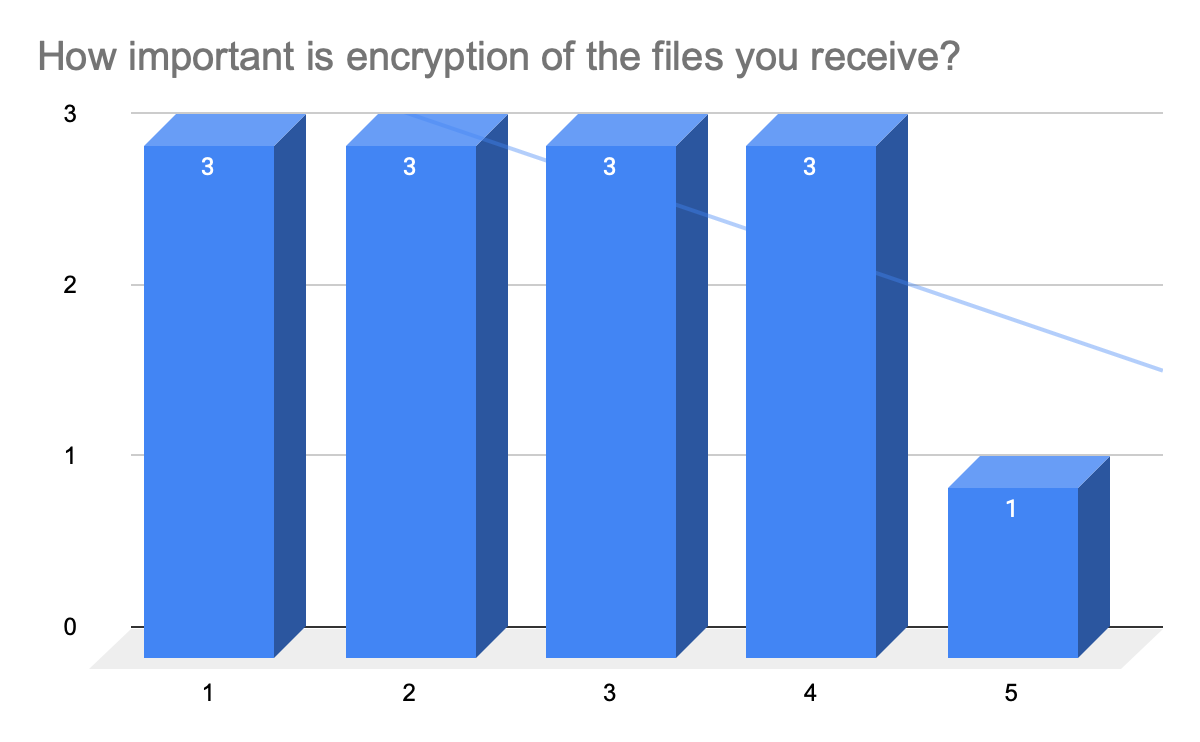 How important is encryption of the files you receive?
3
3 3 3 3
2
1
1
0
1 2 3 4 5